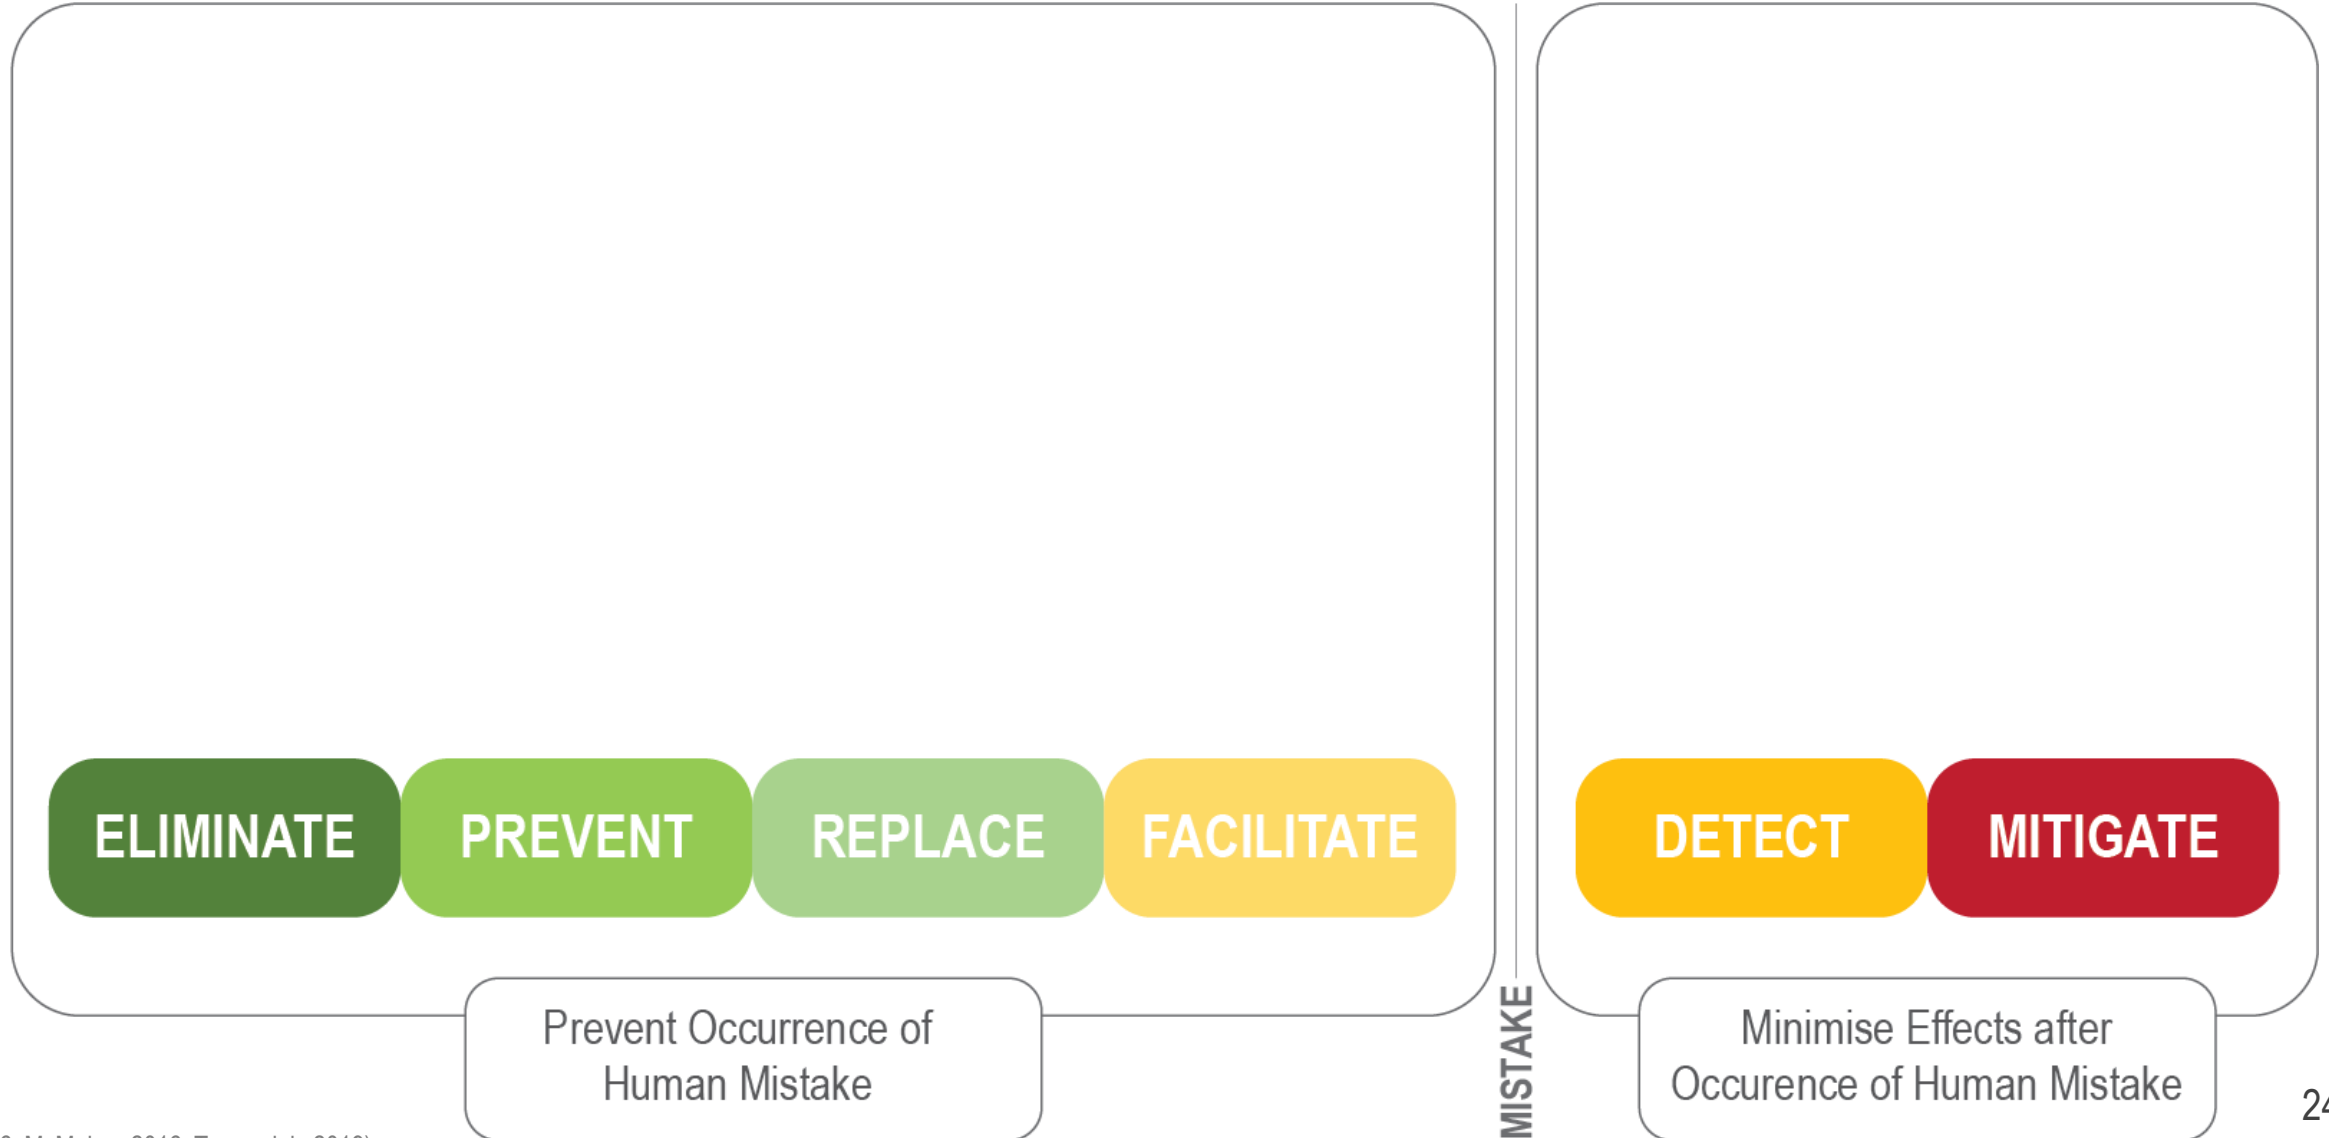 ELIMINATE PREVENT REPLACE FACILITATE DETECT MITIGATE
Prevent Occurrence of
Human Mistake
MISTAKE
Minimise Effects after
Occurence of Human Mistake
24